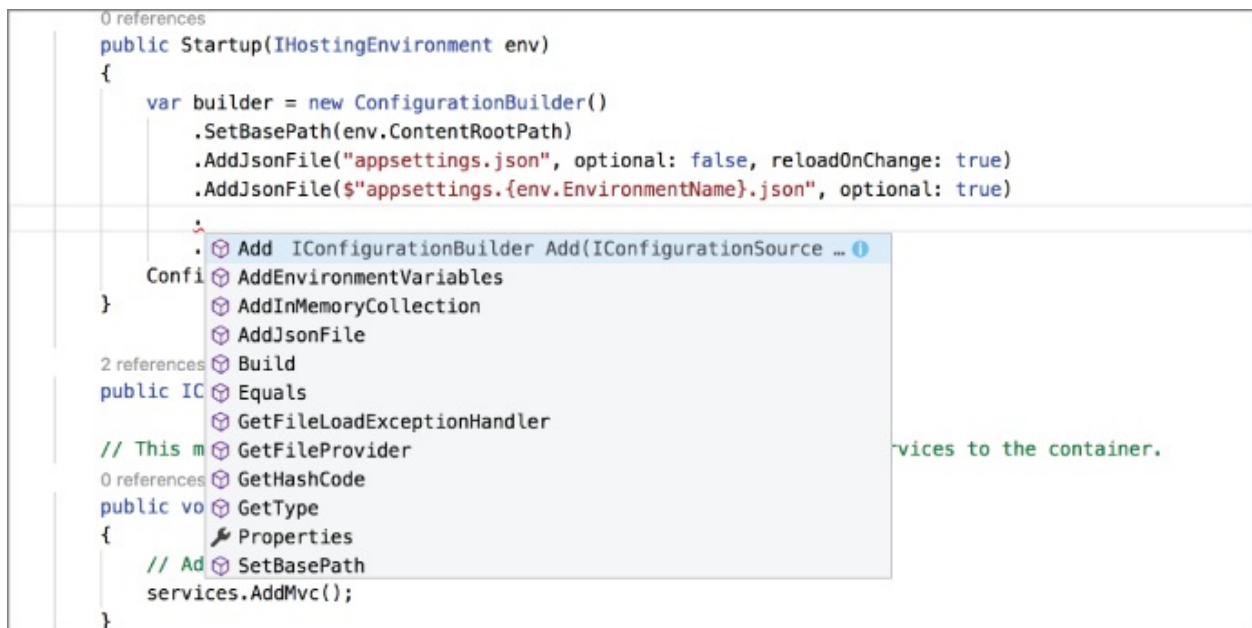 0 references
public Startup(IHostingEnvironment env)
{
var builder = new ConfigurationBuilder()
.SetBasePath(env.ContentRootPath)
.AddJsonFile("appsettings.json", optional: false, reloadOnChange: true)
.AddJsonFile($"appsettings.{env.EnvironmentName}.json", optional: true)
.
. Add IConfigurationBuilder Add(IConfigurationSource …
Confi AddEnvironmentVariables
} AddInMemoryCollection
AddJsonFile
2 references Build
public IC Equals
GetFileLoadExceptionHandler
// This m GetFileProvider vices to the container.
0 references GetHashCode
public vo GetType
{ Properties
// Ad SetBasePath
services.AddMvc();
}